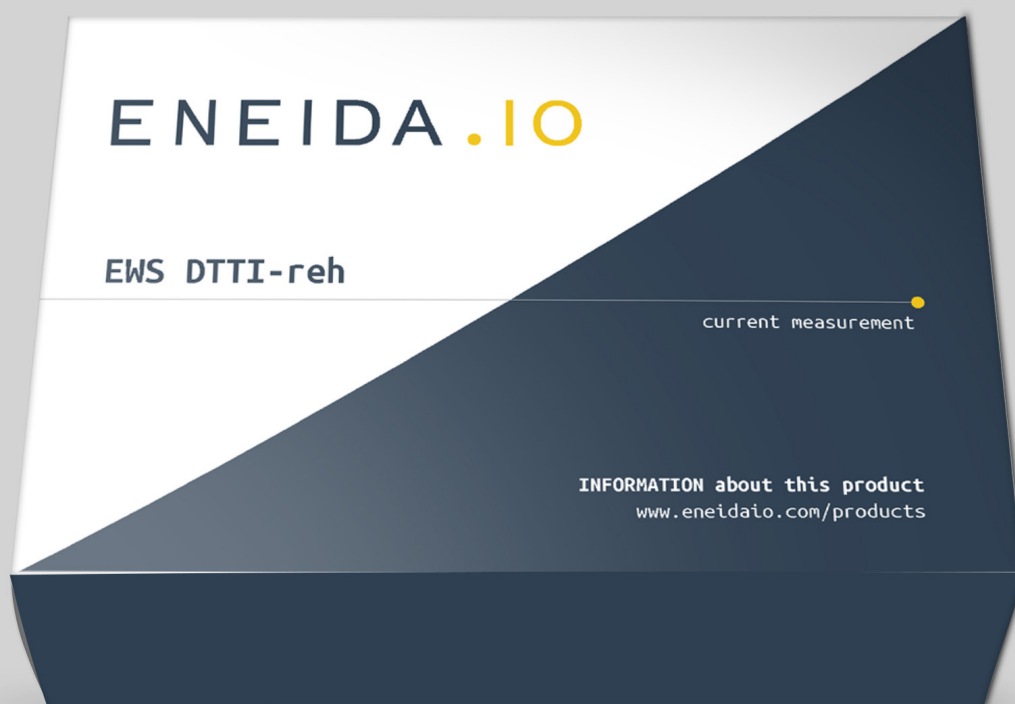 ENEIDA.IO
EWS DTTI-reh
current measurement
INFORMATION about this product
www.eneidaio.com/products